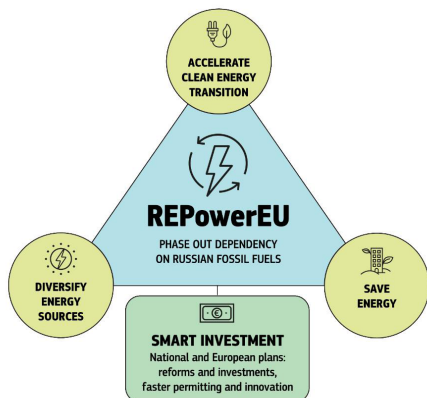 ACCELERATE
CLEAN ENERGY
TRANSITION
REPowerEU
PHASE OUT DEPENDENCY
ON RUSSIAN FOSSIL FUELS
DIVERSIFY
ENERGY
SOURCES
SAVE
ENERGY
€
SMART INVESTMENT
National and European plans:
reforms and investments,
faster permitting and innovation